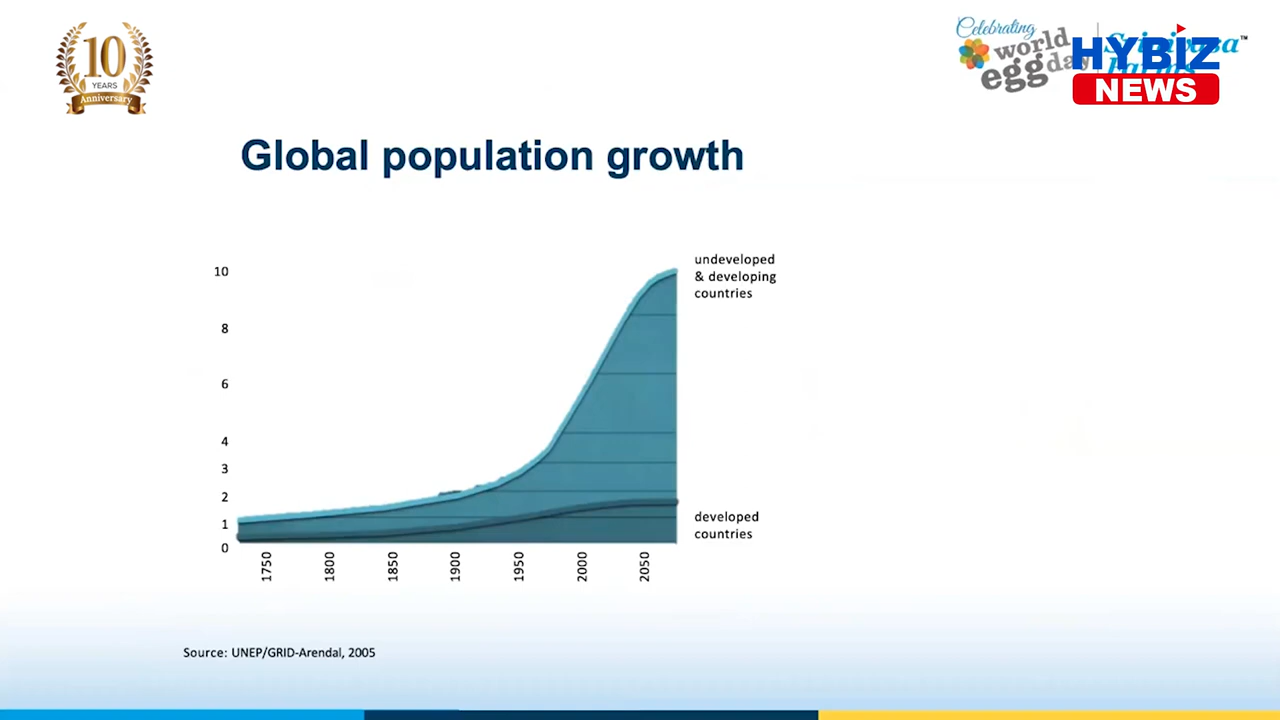 10
YEARS
Anniversary
Celebrating
world
egg day
HYBIZ
™
NEWS
Global population growth
undeveloped
& developing
countries
10
8
6
4
3
2
1
0
developed
countries
1750
1800
1850
1900
1950
2000
2050
Source: UNEP/GRID-Arendal, 2005